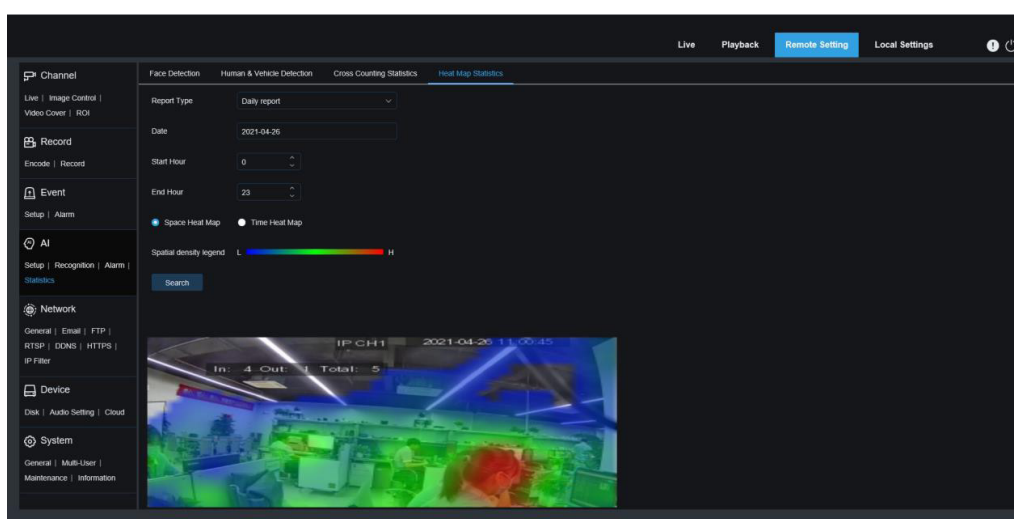 Live Playback Remote Setting Local Settings
Channel
Live | Image Control |
Video Cover | ROI
Record
Encode | Record
Event
Setup | Alarm
AI
Setup | Recognition | Alarm |
Statistics
Network
General | Email | FTP |
RTSP | DDNS | HTTPS |
IP Filter
Device
Disk | Audio Setting | Cloud
System
General | Multi-User |
Maintenance | Information
Face Detection Human & Vehicle Detection Cross Counting Statistics Heat Map Statistics
Report Type Daily report
Date 2021-04-26
Start Hour 0
End Hour 23
Space Heat Map Time Heat Map
Spatial density legend L H
Search
IP CH1 2021-04-26 11:00:45
In: 4 Out: 1 Total: 5